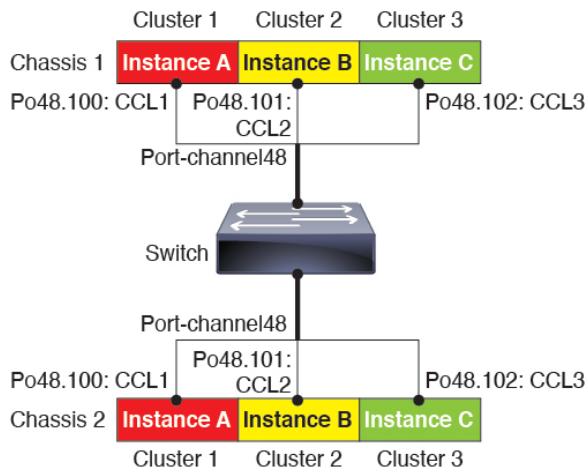 Cluster 1 Cluster 2 Cluster 3
Chassis 1 Instance A Instance B Instance C
Po48.100: CCL1 Po48.101: Po48.102: CCL3
CCL2
Port-channel48
Switch
Port-channel48
Po48.101:
Po48.100: CCL1 CCL2 Po48.102: CCL3
Chassis 2 Instance A Instance B Instance C
Cluster 1 Cluster 2 Cluster 3